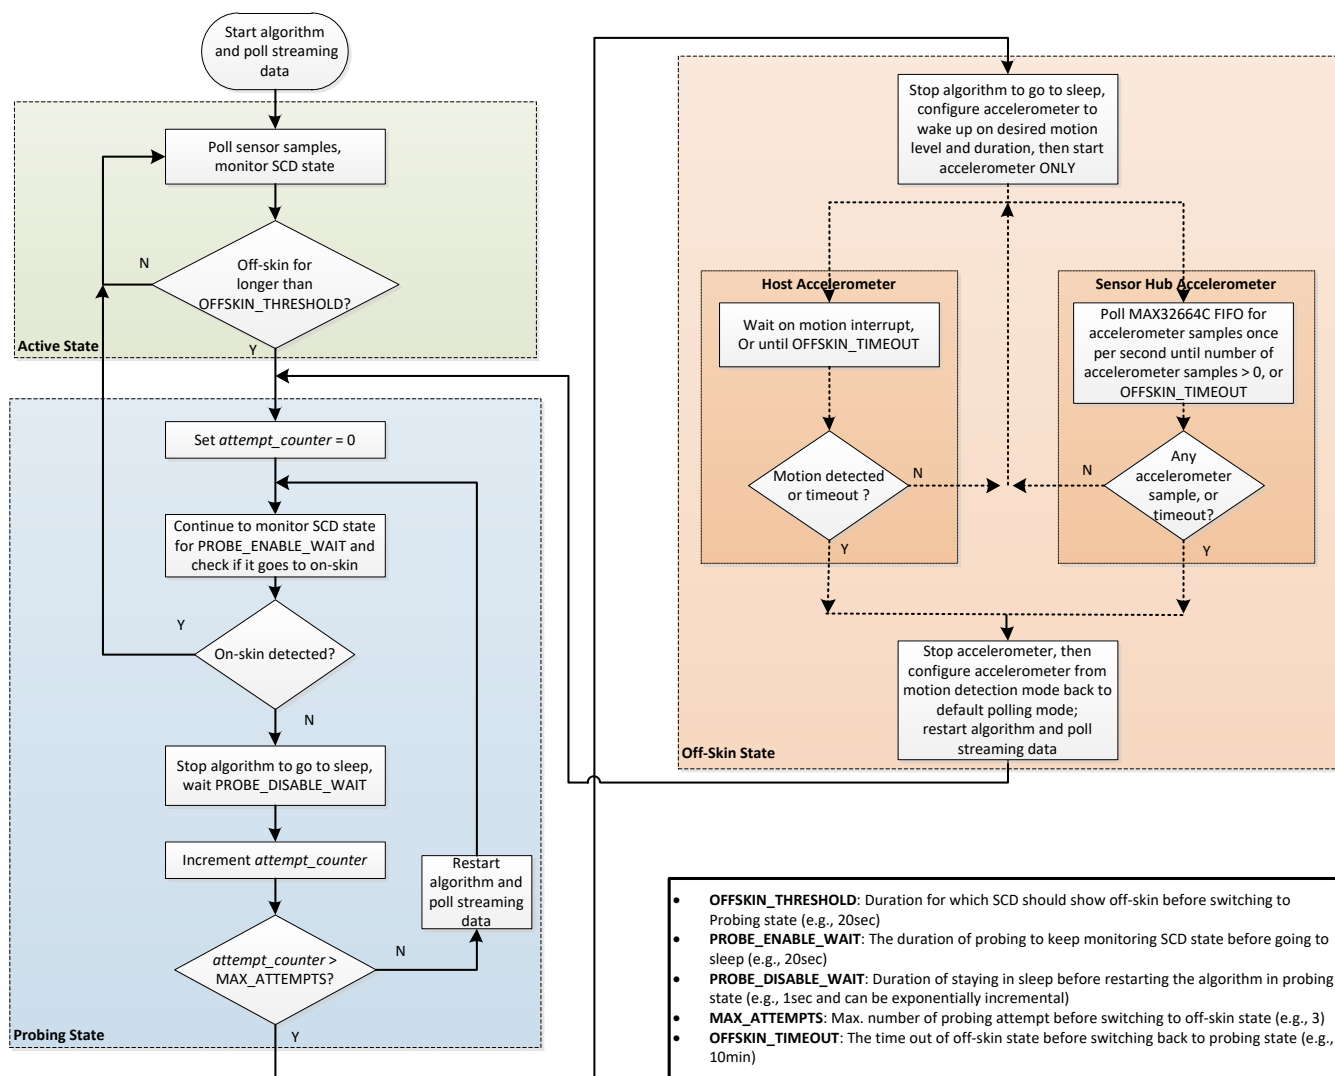 Start algorithm
and poll streaming
data
Poll sensor samples,
monitor SCD state
N
Off-skin for
longer than
OFFSKIN_THRESHOLD?
Active State
Y
Set attempt_counter = 0
Continue to monitor SCD state
for PROBE_ENABLE_WAIT and
check if it goes to on-skin
Y
On-skin detected?
N
Stop algorithm to go to sleep,
wait PROBE_DISABLE_WAIT
Increment attempt_counter
Restart
algorithm and
poll streaming
data
attempt_counter >
MAX_ATTEMPTS?
N
Probing State
Y
Stop algorithm to go to sleep,
configure accelerometer to
wake up on desired motion
level and duration, then start
accelerometer ONLY
Host Accelerometer
Wait on motion interrupt,
Or until OFFSKIN_TIMEOUT
Motion detected
or timeout ?
N
Y
Sensor Hub Accelerometer
Poll MAX32664C FIFO for
accelerometer samples once
per second until number of
accelerometer samples > 0, or
OFFSKIN_TIMEOUT
N
Any
accelerometer
sample, or
timeout?
Y
Stop accelerometer, then
configure accelerometer from
motion detection mode back to
default polling mode;
restart algorithm and poll
streaming data
Off-Skin State
• OFFSKIN_THRESHOLD: Duration for which SCD should show off-skin before switching to
Probing state (e.g., 20sec)
• PROBE_ENABLE_WAIT: The duration of probing to keep monitoring SCD state before going to
sleep (e.g., 20sec)
• PROBE_DISABLE_WAIT: Duration of staying in sleep before restarting the algorithm in probing
state (e.g., 1sec and can be exponentially incremental)
• MAX_ATTEMPTS: Max. number of probing attempt before switching to off-skin state (e.g., 3)
• OFFSKIN_TIMEOUT: The time out of off-skin state before switching back to probing state (e.g.,
10min)